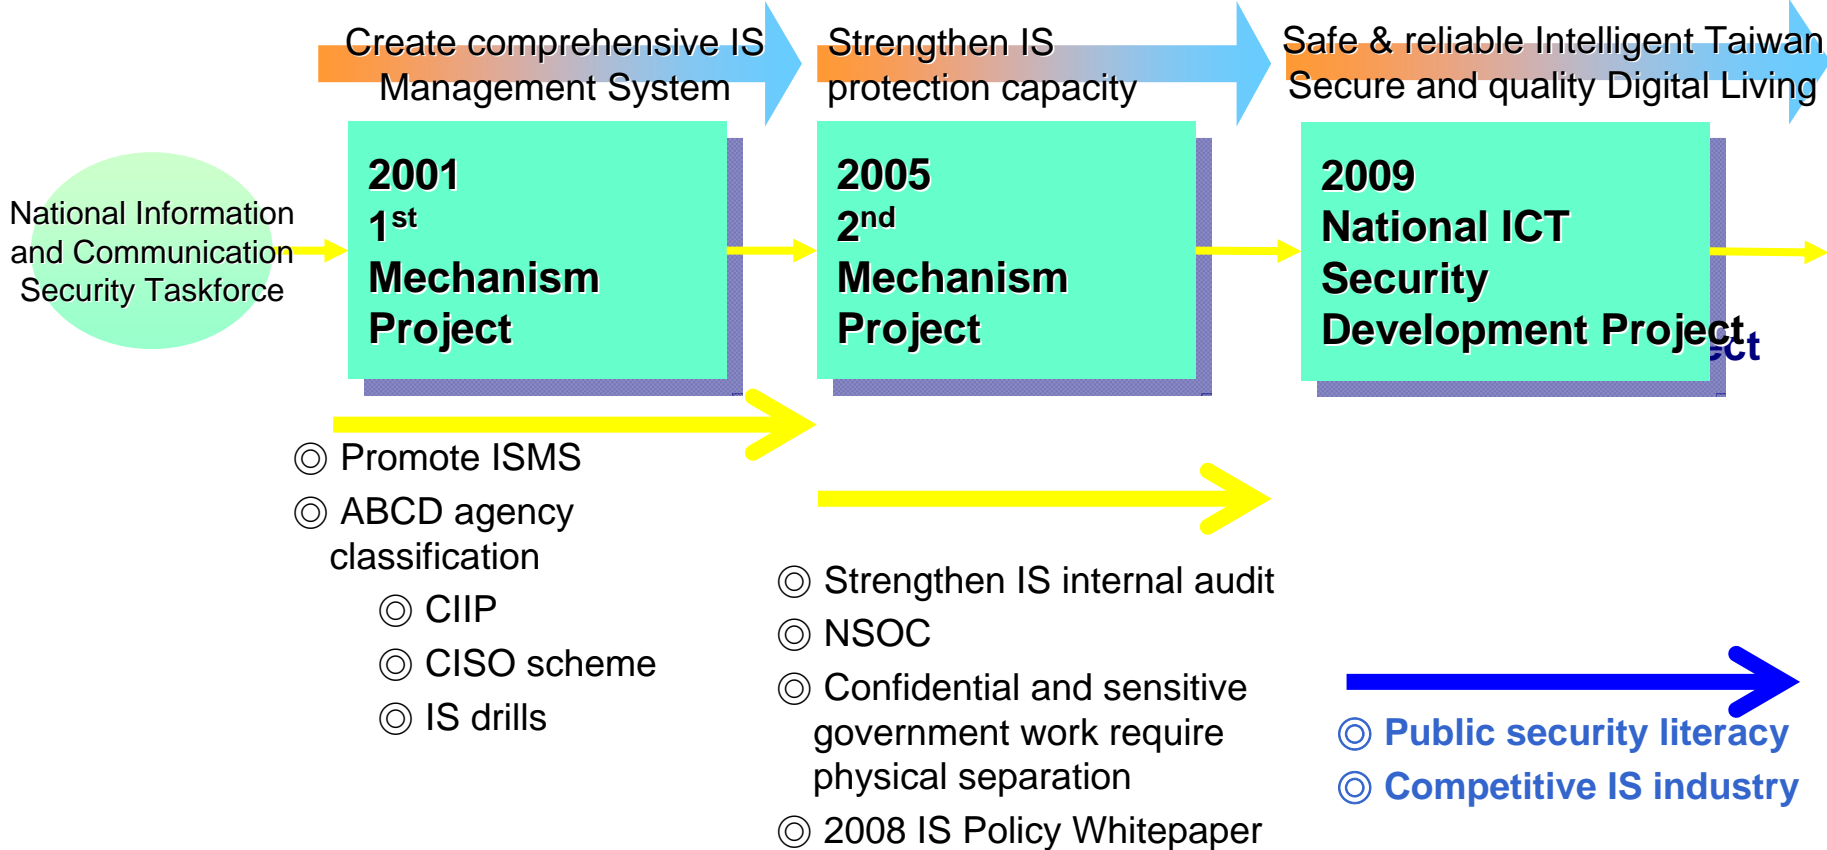 Create comprehensive IS
Management System
Strengthen IS
protection capacity
Safe & reliable Intelligent Taiwan
Secure and quality Digital Living
National Information
and Communication
Security Taskforce
2001
1st
Mechanism
Project
2005
2nd
Mechanism
Project
2009
National ICT
Security
Development Project
◎ Promote ISMS
◎ ABCD agency
classification
◎ CIIP
◎ CISO scheme
◎ IS drills
◎ Strengthen IS internal audit
◎ NSOC
◎ Confidential and sensitive
government work require
physical separation
◎ 2008 IS Policy Whitepaper
◎ Public security literacy
◎ Competitive IS industry